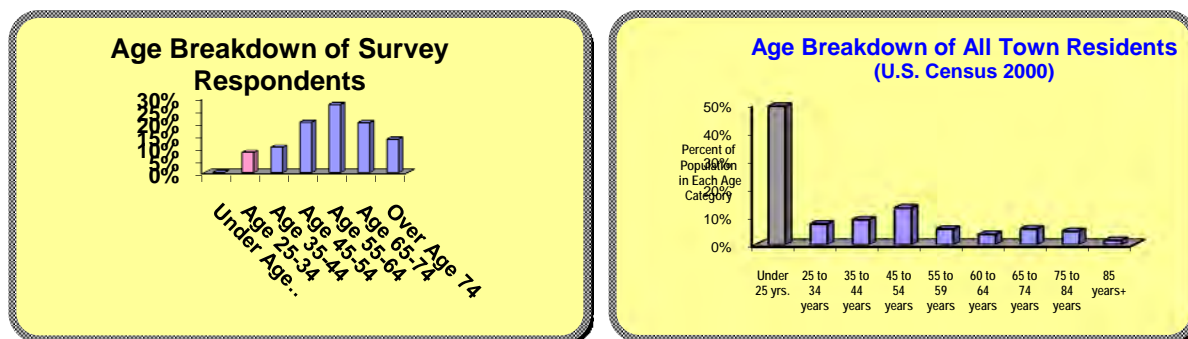 Age Breakdown of Survey
Respondents
30%
25%
20%
15%
10%
5%
0%
Under Age..
Age 25-34
Age 35-44
Age 45-54
Age 55-64
Age 65-74
Over Age 74
Age Breakdown of All Town Residents
(U.S. Census 2000)
Percent of
Population
in Each Age
Category
50%
40%
30%
20%
10%
0%
Under
25 yrs.
25 to
34
years
35 to
44
years
45 to
54
years
55 to
59
years
60 to
64
years
65 to
74
years
75 to
84
years
85
years+